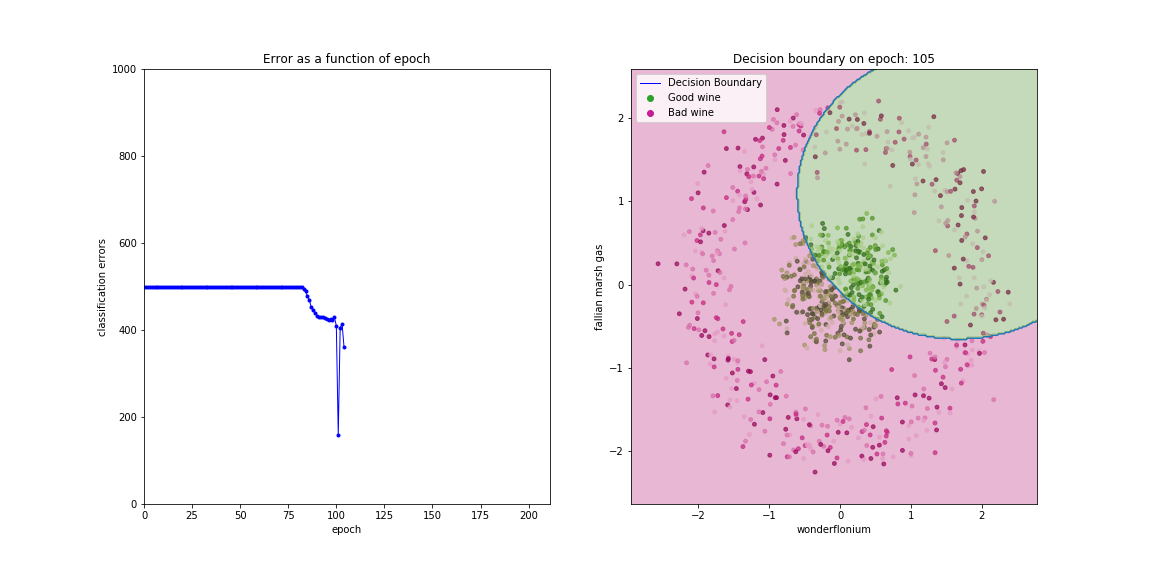 Error as a function of epoch
1000
800
600
400
200
0
classification errors
0 25 50 75 100 125 150 175 200
epoch
Decision boundary on epoch: 105
Decision Boundary
Good wine
Bad wine
2
1
0
−1
−2
fallian marsh gas
−2 −1 0 1 2
wonderflonium